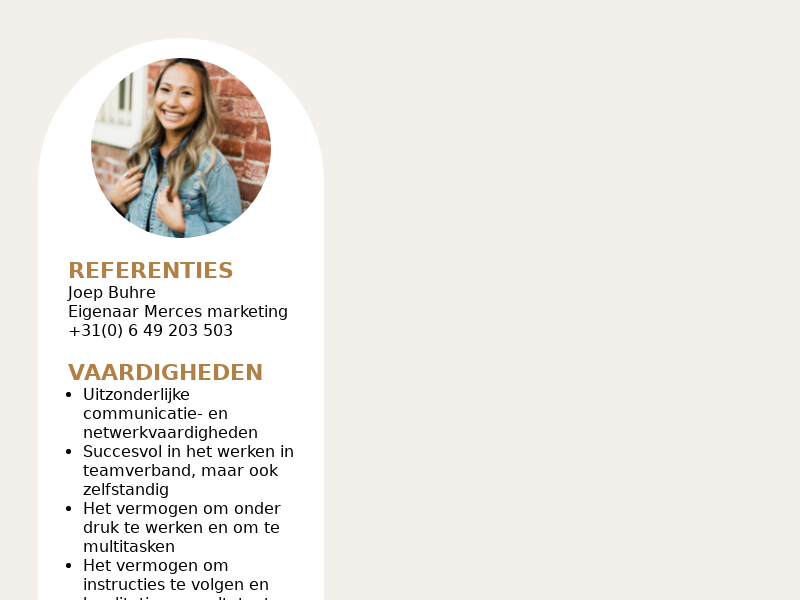 REFERENTIES
Joep Buhre
Eigenaar Merces marketing
+31(0) 6 49 203 503
VAARDIGHEDEN
• Uitzonderlijke
communicatie- en
netwerkvaardigheden
• Succesvol in het werken in
teamverband, maar ook
zelfstandig
• Het vermogen om onder
druk te werken en om te
multitasken
• Het vermogen om
instructies te volgen en